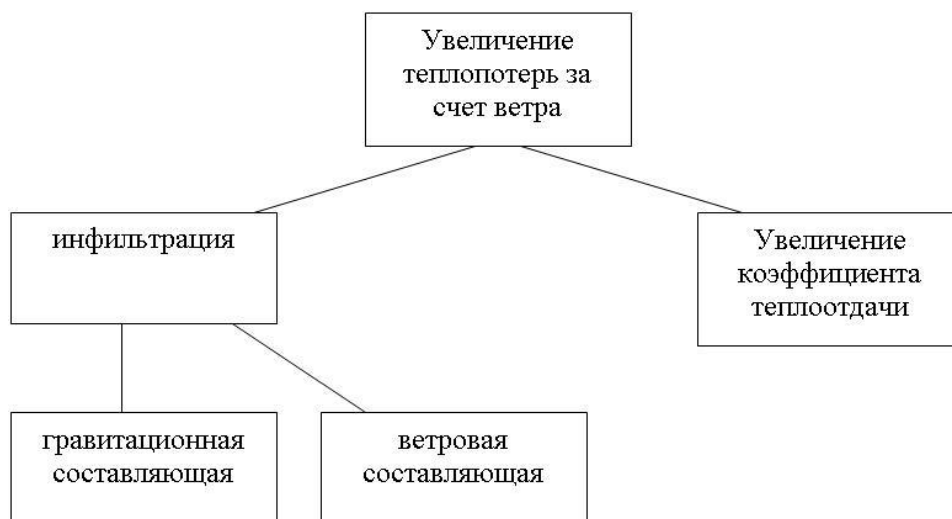 Увеличение
теплопотерь за
счет ветра
инфильтрация
Увеличение
коэффициента
теплоотдачи
гравитационная
составляющая
ветровая
составляющая